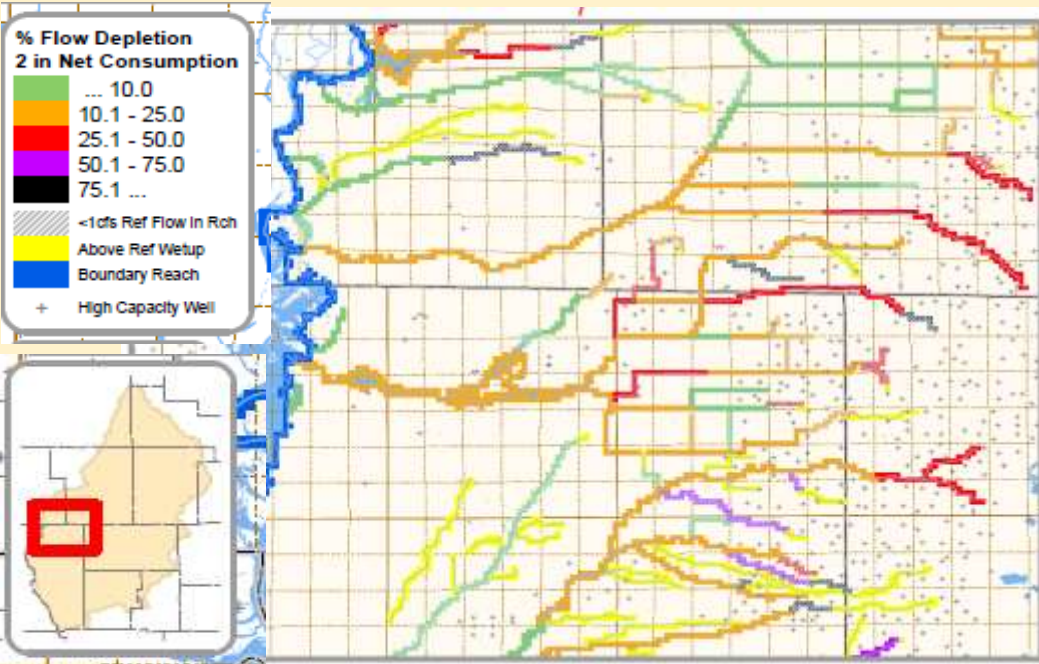 % Flow Depletion
2 in Net Consumption
... 10.0
10.1 - 25.0
25.1 - 50.0
50.1 - 75.0
75.1 ...
<1cfs Ref Flow in Rch
Above Ref Wetup
Boundary Reach
+ High Capacity Well